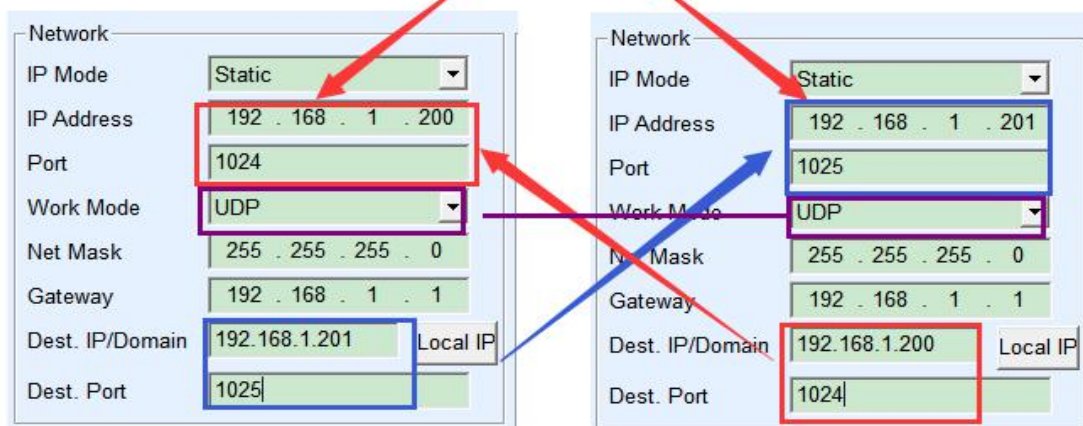 Network
IP Mode Static
IP Address 192 . 168 . 1 . 200
Port 1024
Work Mode UDP
Net Mask 255 . 255 . 255 . 0
Gateway 192 . 168 . 1 . 1
Dest. IP/Domain 192.168.1.201 Local IP
Dest. Port 1025
Network
IP Mode Static
IP Address 192 . 168 . 1 . 201
Port 1025
Work Mode UDP
Net Mask 255 . 255 . 255 . 0
Gateway 192 . 168 . 1 . 1
Dest. IP/Domain 192.168.1.200 Local IP
Dest. Port 1024